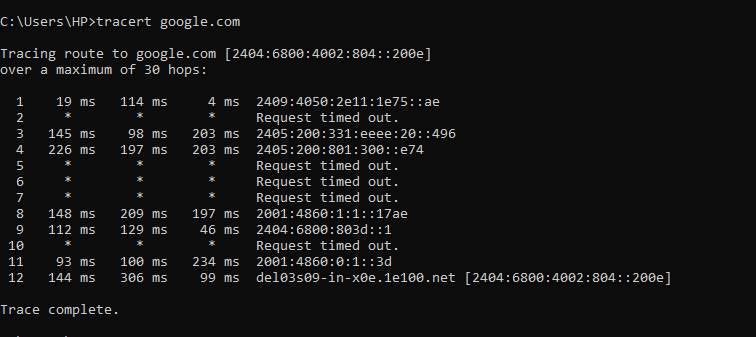 C:\Users\HP>tracert google.com
Tracing route to google.com [2404:6800:4002:804::200e]
over a maximum of 30 hops:
1 19 ms 114 ms 4 ms 2409:4050:2e11:1e75::ae
2 * * * Request timed out.
3 145 ms 98 ms 203 ms 2405:200:331:eeee:20::496
4 226 ms 197 ms 203 ms 2405:200:801:300::e74
5 * * * Request timed out.
6 * * * Request timed out.
7 * * * Request timed out.
8 148 ms 209 ms 197 ms 2001:4860:1:1::17ae
9 112 ms 129 ms 46 ms 2404:6800:803d::1
10 * * * Request timed out.
11 93 ms 100 ms 234 ms 2001:4860:0:1::3d
12 144 ms 306 ms 99 ms del03s09-in-x0e.1e100.net [2404:6800:4002:804::200e]
Trace complete.